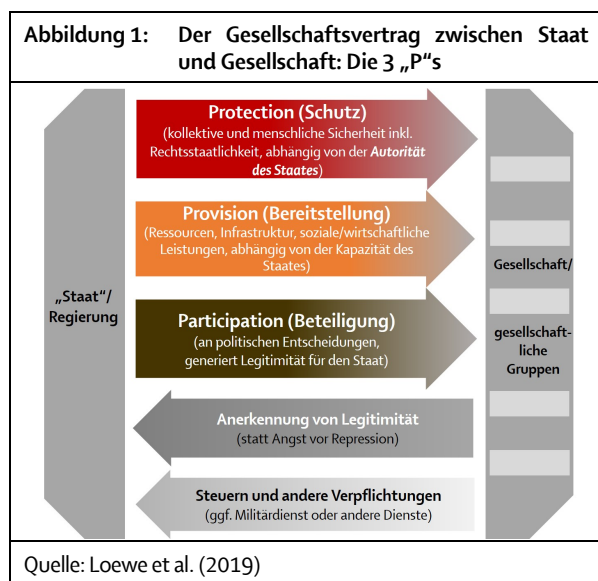 Abbildung 1: Der Gesellschaftsvertrag zwischen Staat
und Gesellschaft: Die 3 „P“s
Protection (Schutz)
(kollektive und menschliche Sicherheit inkl.
Rechtsstaatlichkeit, abhängig von der Autorität
des Staates)
Provision (Bereitstellung)
(Ressourcen, Infrastruktur, soziale/wirtschaftliche
Leistungen, abhängig von der Kapazität des
Staates)
„Staat“/
Regierung
Gesellschaft/
gesellschaft-
liche
Gruppen
Participation (Beteiligung)
(an politischen Entscheidungen,
generiert Legitimität für den Staat)
Anerkennung von Legitimität
(statt Angst vor Repression)
Steuern und andere Verpflichtungen
(ggf. Militärdienst oder andere Dienste)
Quelle: Loewe et al. (2019)